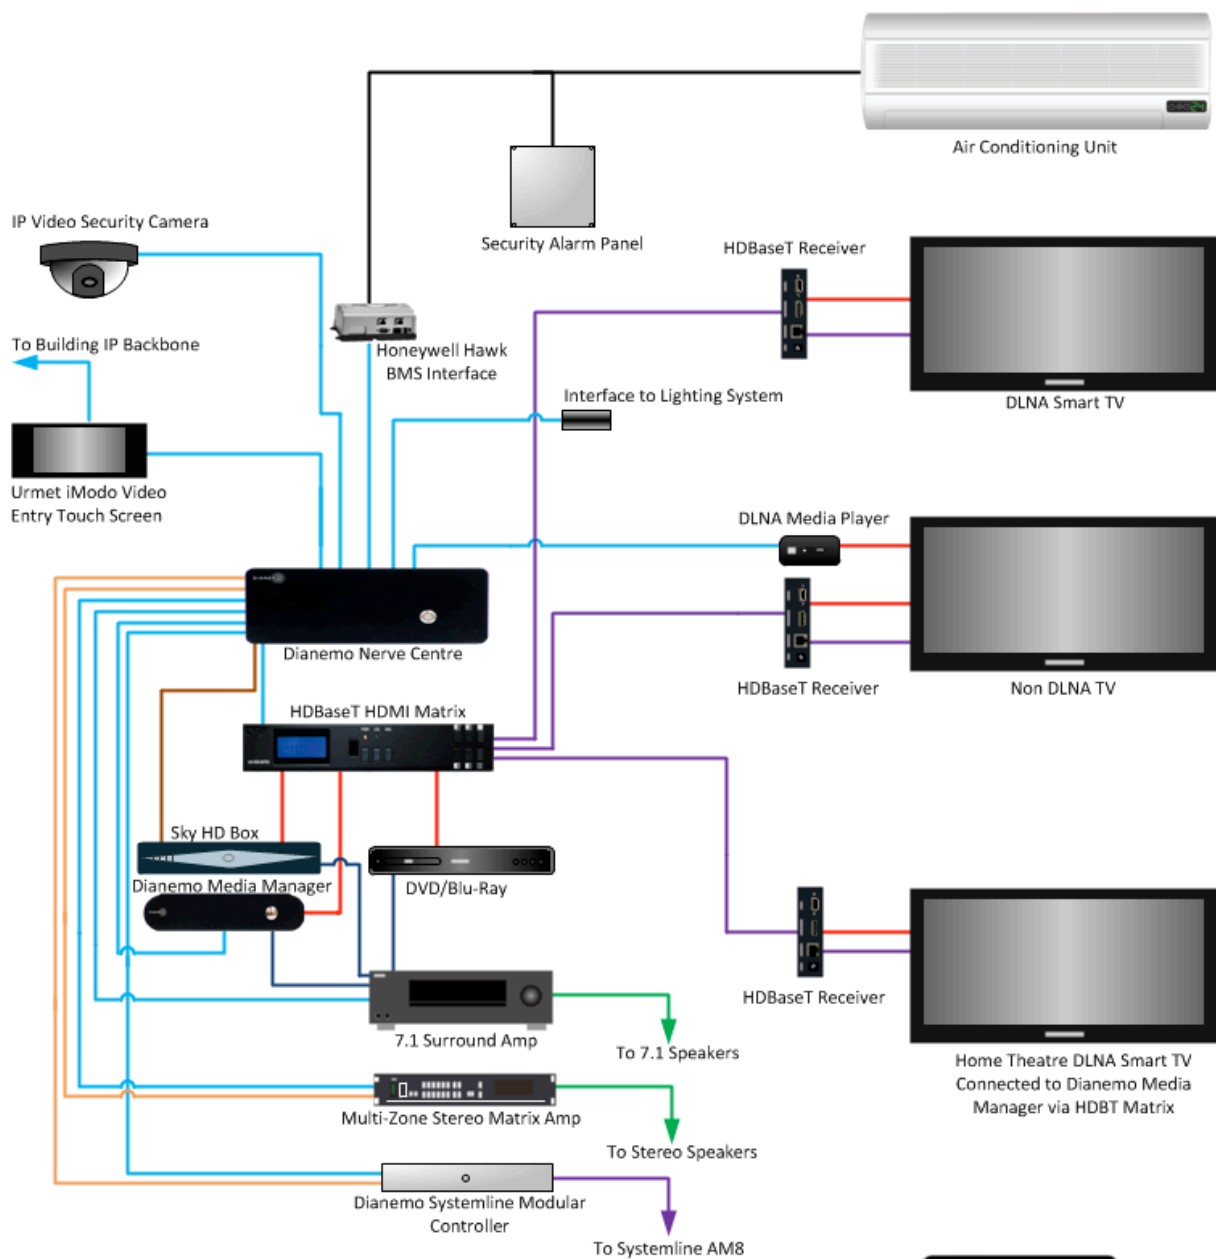 Air Conditioning Unit
Security Alarm Panel
IP Video Security Camera
HDBaseT Receiver
To Building IP Backbone
Honeywell Hawk
BMS Interface
Interface to Lighting System
DLNA Smart TV
Urmet iModo Video
Entry Touch Screen
DLNA Media Player
DIANEMO
Dianemo Nerve Centre
HDBaseT Receiver
Non DLNA TV
HDBaseT HDMI Matrix
Sky HD Box
Dianemo Media Manager
DVD/Blu-Ray
HDBaseT Receiver
7.1 Surround Amp
To 7.1 Speakers
Home Theatre DLNA Smart TV
Connected to Dianemo Media
Manager via HDBT Matrix
Multi-Zone Stereo Matrix Amp
To Stereo Speakers
Dianemo Systemline Modular
Controller
To Systemline AM8